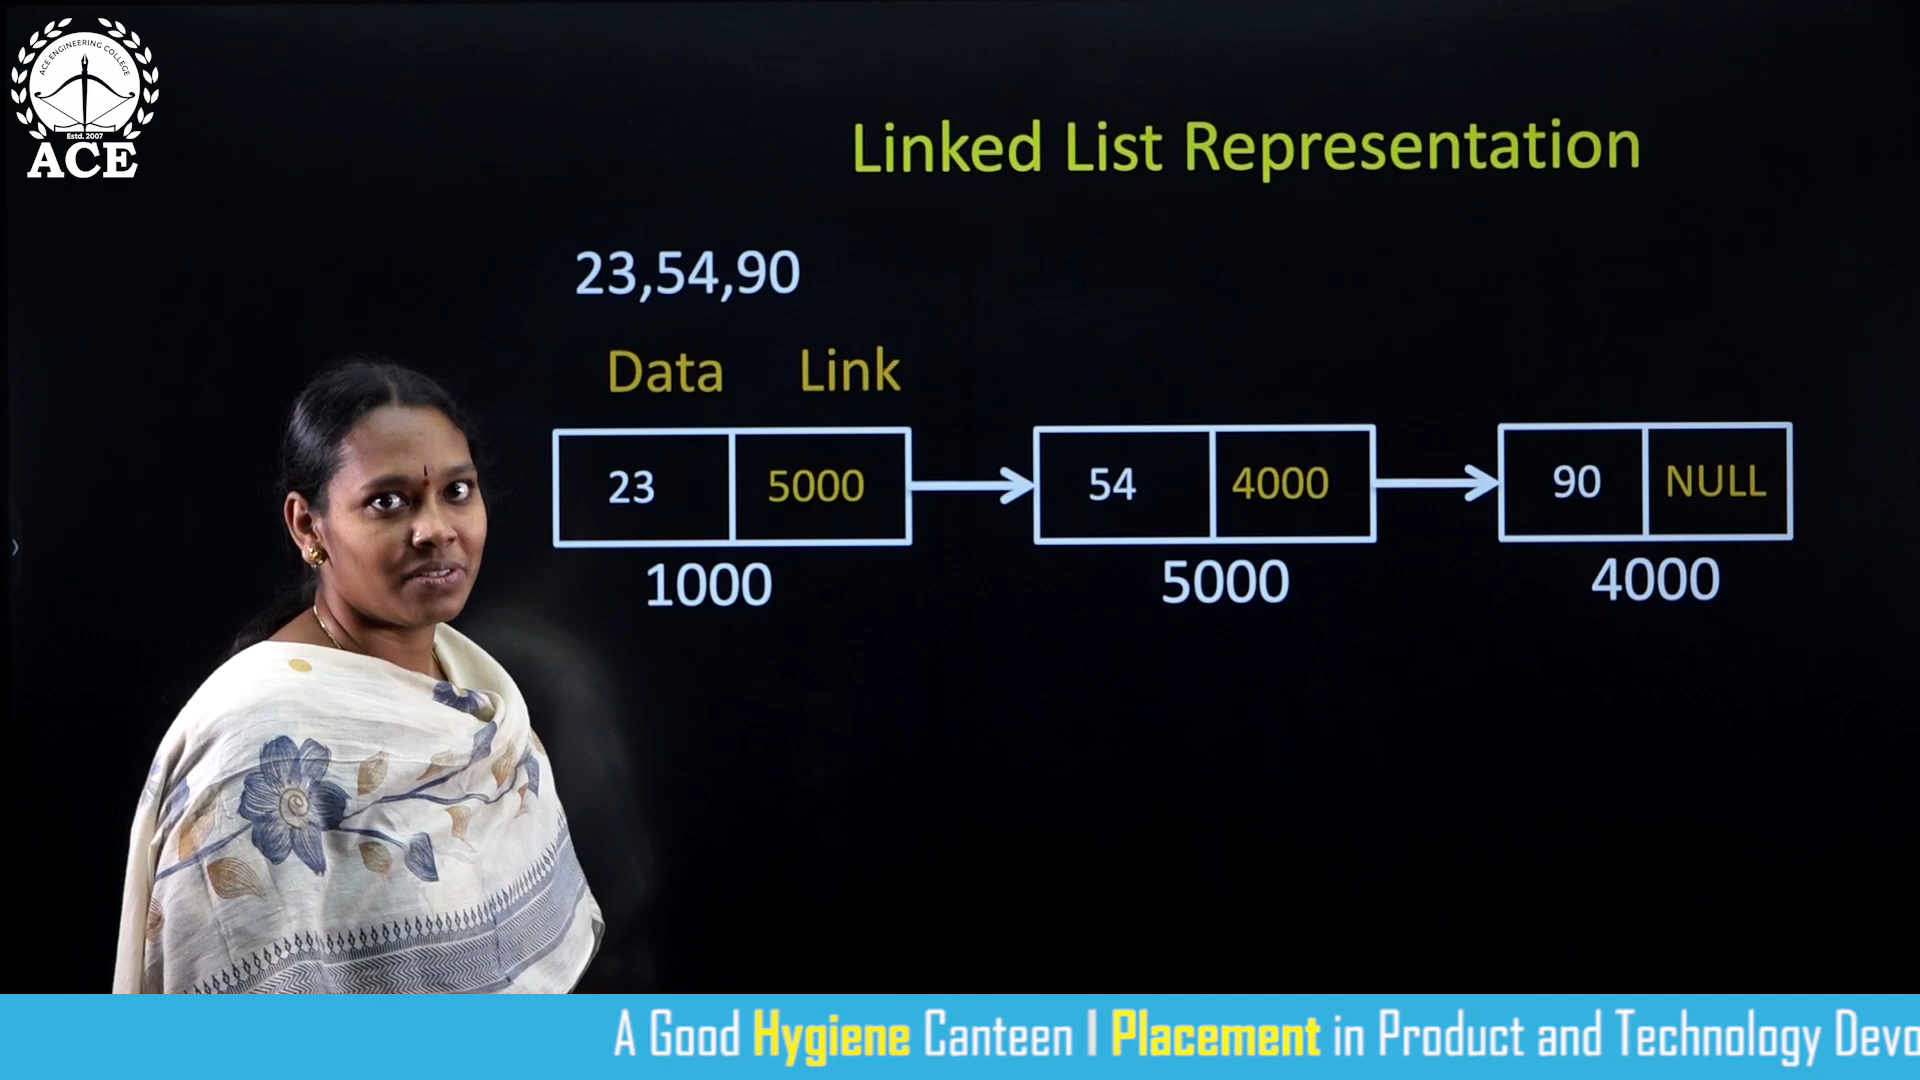 ACE ENGINEERING COLLEGE
Estd. 2007
ACE
Linked List Representation
23,54,90
Data Link
23 5000 54 4000 90 NULL
1000 5000 4000
A Good Hygiene Canteen I Placement in Product and Technology Devo